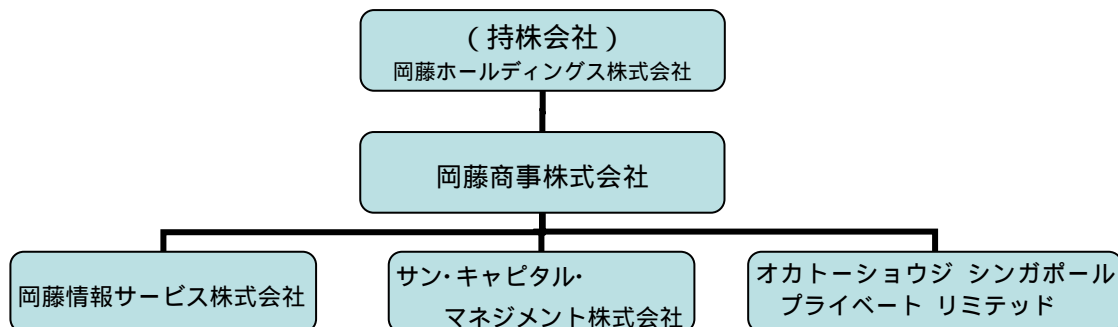 (持株会社)
岡藤ホールディングス株式会社
岡藤商事株式会社
岡藤情報サービス株式会社
サン・キャピタル・
マネジメント株式会社
オカトーショウジ シンガポール
プライベート リミテッド